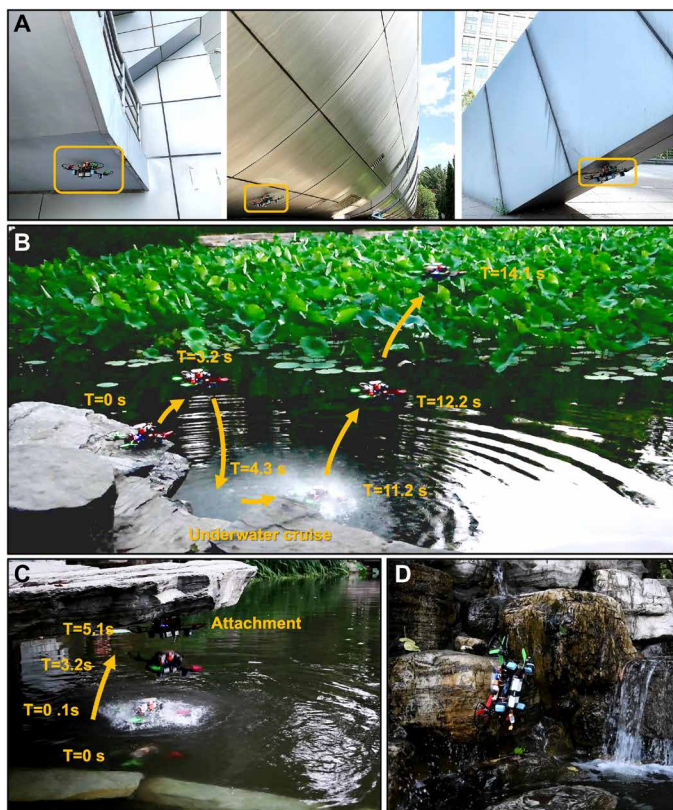 A
B
T=14.1 s
T=3.2 s
T=0 s
T=12.2 s
T=4.3 s
T=11.2 s
Underwater cruise
C
D
T=5.1s
Attachment
T=3.2s
T=0 .1s
T=0 s